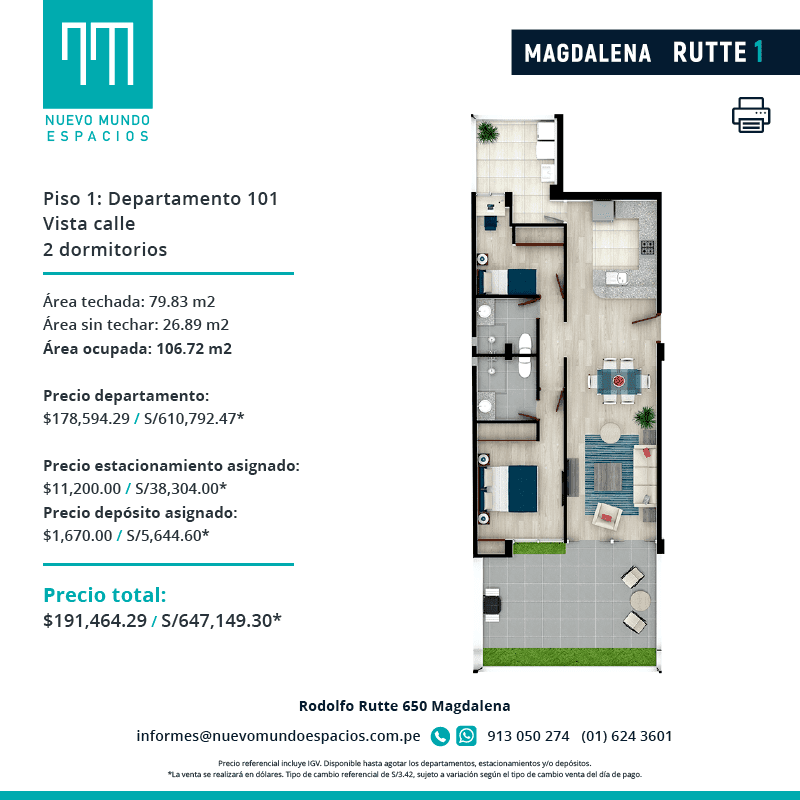 NUEVO MUNDO
ESPACIOS
MAGDALENA RUTTE 1
Piso 1: Departamento 101
Vista calle
2 dormitorios
Área techada: 79.83 m2
Área sin techar: 26.89 m2
Área ocupada: 106.72 m2
Precio departamento:
$178,594.29 / S/610,792.47*
Precio estacionamiento asignado:
$11,200.00 / S/38,304.00*
Precio depósito asignado:
$1,670.00 / S/5,644.60*
Precio total:
$191,464.29 / S/647,149.30*
Rodolfo Rutte 650 Magdalena
informes@nuevomundoespacios.com.pe 913 050 274 (01) 624 3601
Precio referencial incluye IGV. Disponible hasta agotar los departamentos, estacionamientos y/o depósitos.
*La venta se realizará en dólares. Tipo de cambio referencial de S/3.42, sujeto a variación según el tipo de cambio venta del día de pago.